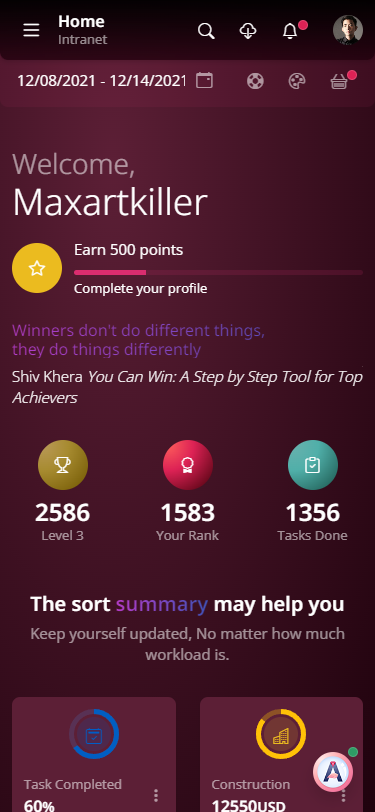 Home
Intranet
12/08/2021 - 12/14/2021
Welcome,
Maxartkiller
Earn 500 points
Complete your profile
Winners don't do different things,
they do things differently
Shiv Khera You Can Win: A Step by Step Tool for Top
Achievers
2586
1583
1356
Level 3
Your Rank
Tasks Done
The sort summary may help you
Keep yourself updated, No matter how much
workload is.
Task Completed
60%
Construction
12550USD